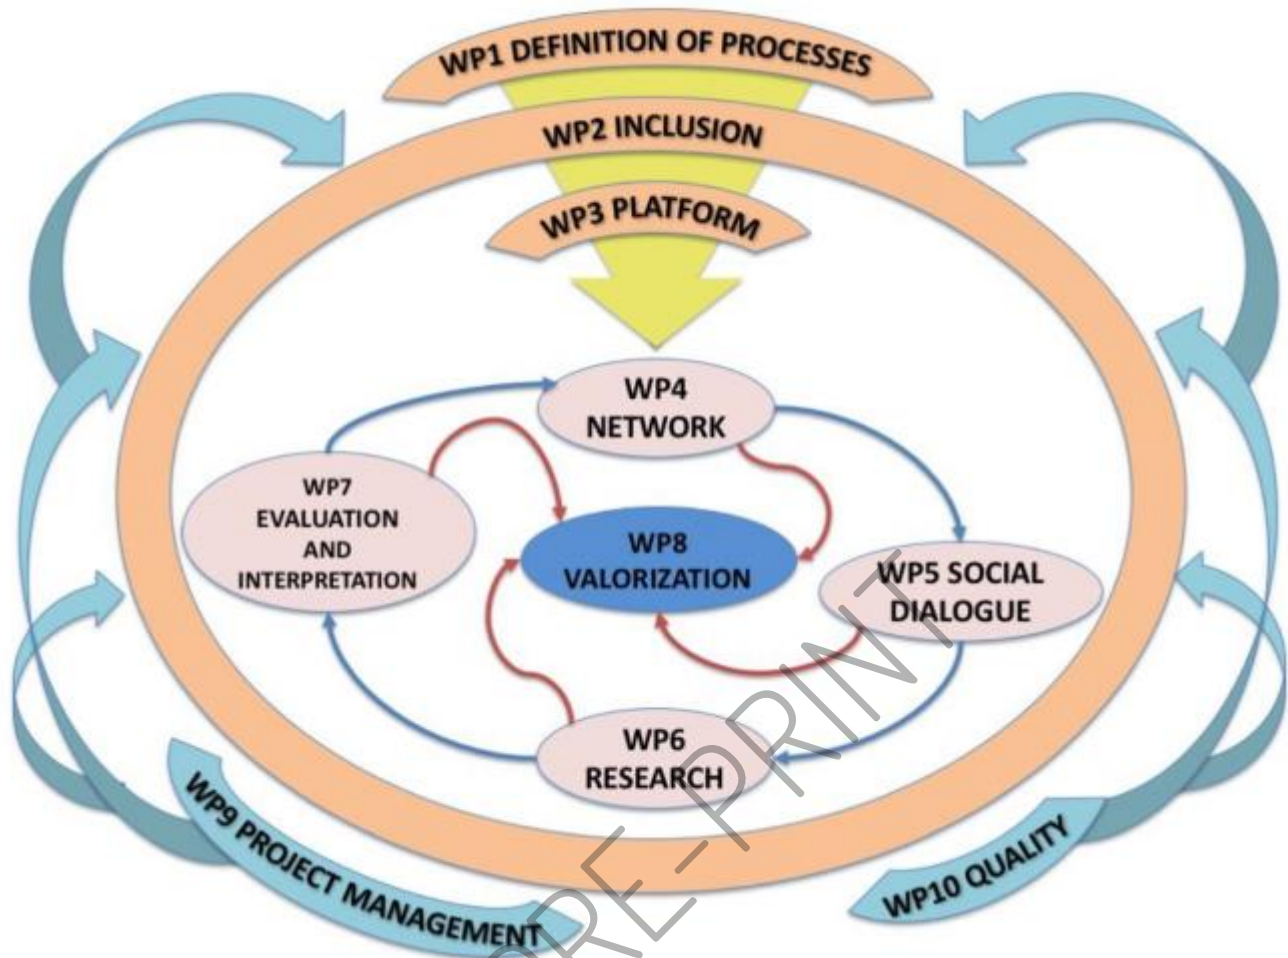 WP1 DEFINITION OF PROCESSES
WP2 INCLUSION
WP3 PLATFORM
WP4
NETWORK
WP7
EVALUATION
AND
INTERPRETATION
WP8
VALORIZATION
WP5 SOCIAL
DIALOGUE
WP6
RESEARCH
WP9 PROJECT MANAGEMENT
WP10 QUALITY
PRE-PRINT